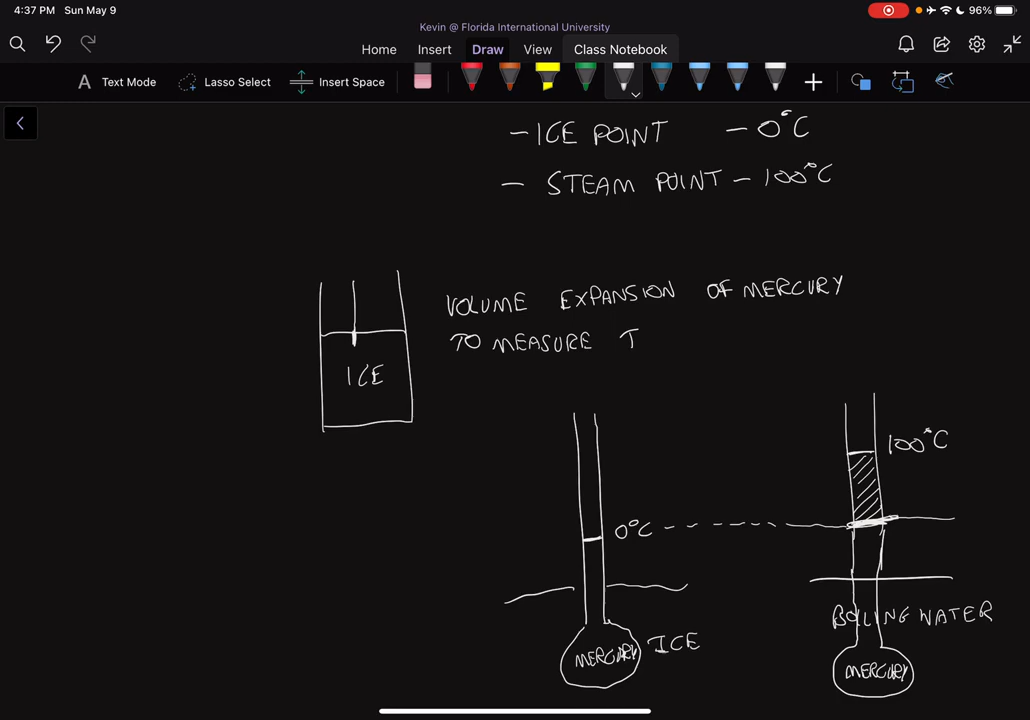 4:37 PM Sun May 9
96%
Kevin @ Florida International University
Home Insert Draw View Class Notebook
Text Mode Lasso Select Insert Space
- ICE POINT - 0°C
- STEAM POINT - 100°C
VOLUME EXPANSION OF MERCURY
TO MEASURE T
ICE
100°C
0°C
BOILING WATER
MERCURY ICE
MERCURY